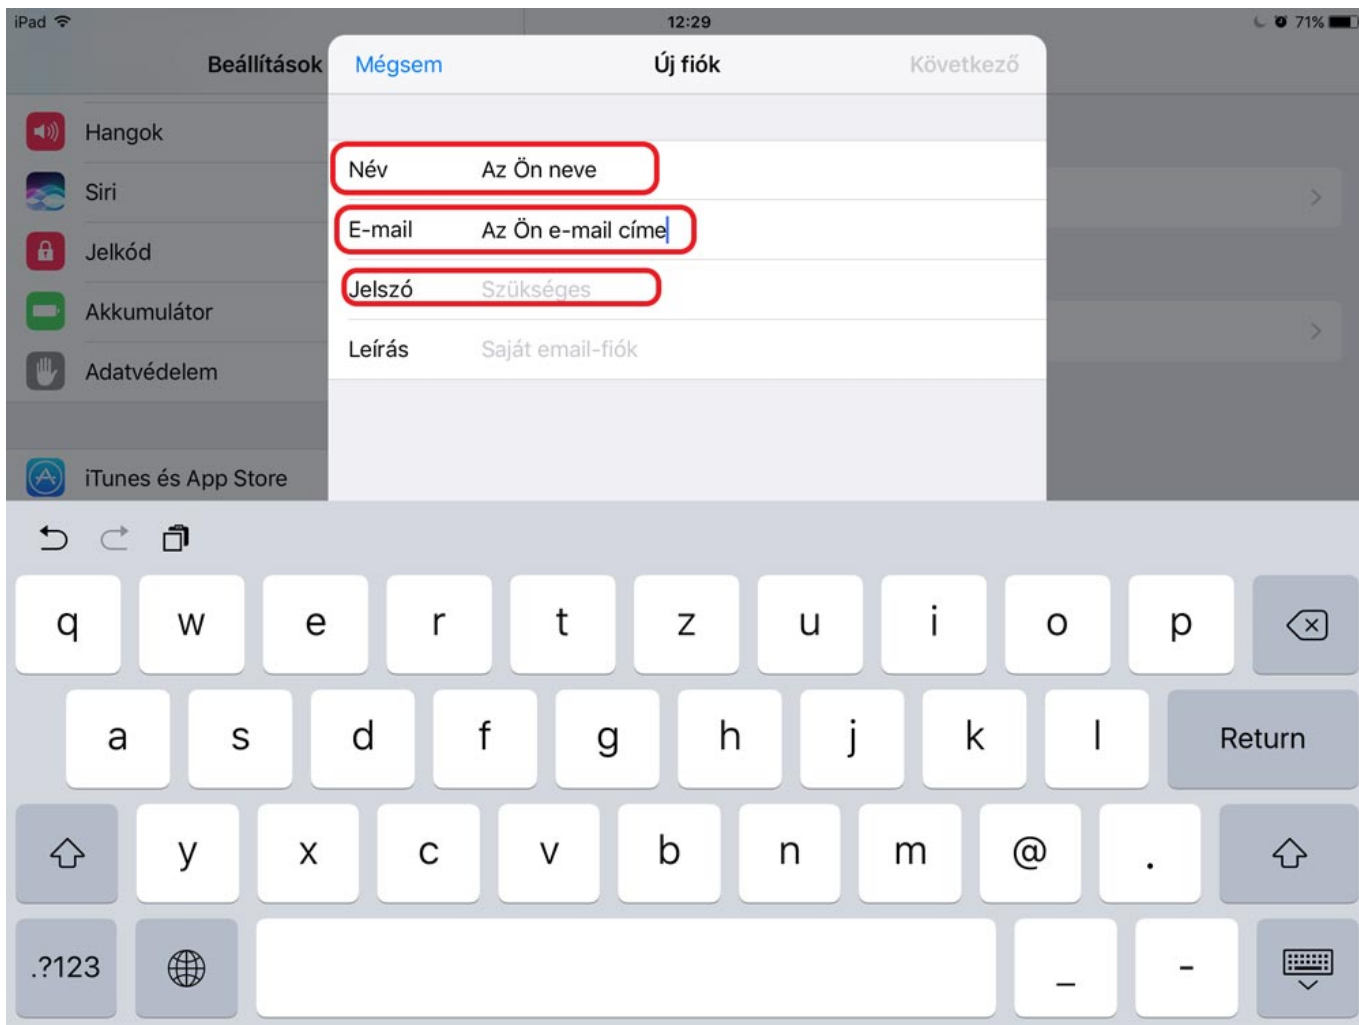 iPad 12:29 71%
Beállítások Mégsem Új fiók Következő
Hangok
Siri
Jelkód
Akkumulátor
Adatvédelem
iTunes és App Store
Név Az Ön neve
E-mail Az Ön e-mail címe
Jelszó Szükséges
Leírás Saját email-fiók
q w e r t z u i o p
a s d f g h j k l Return
y x c v b n m @ .
.?123 _ -